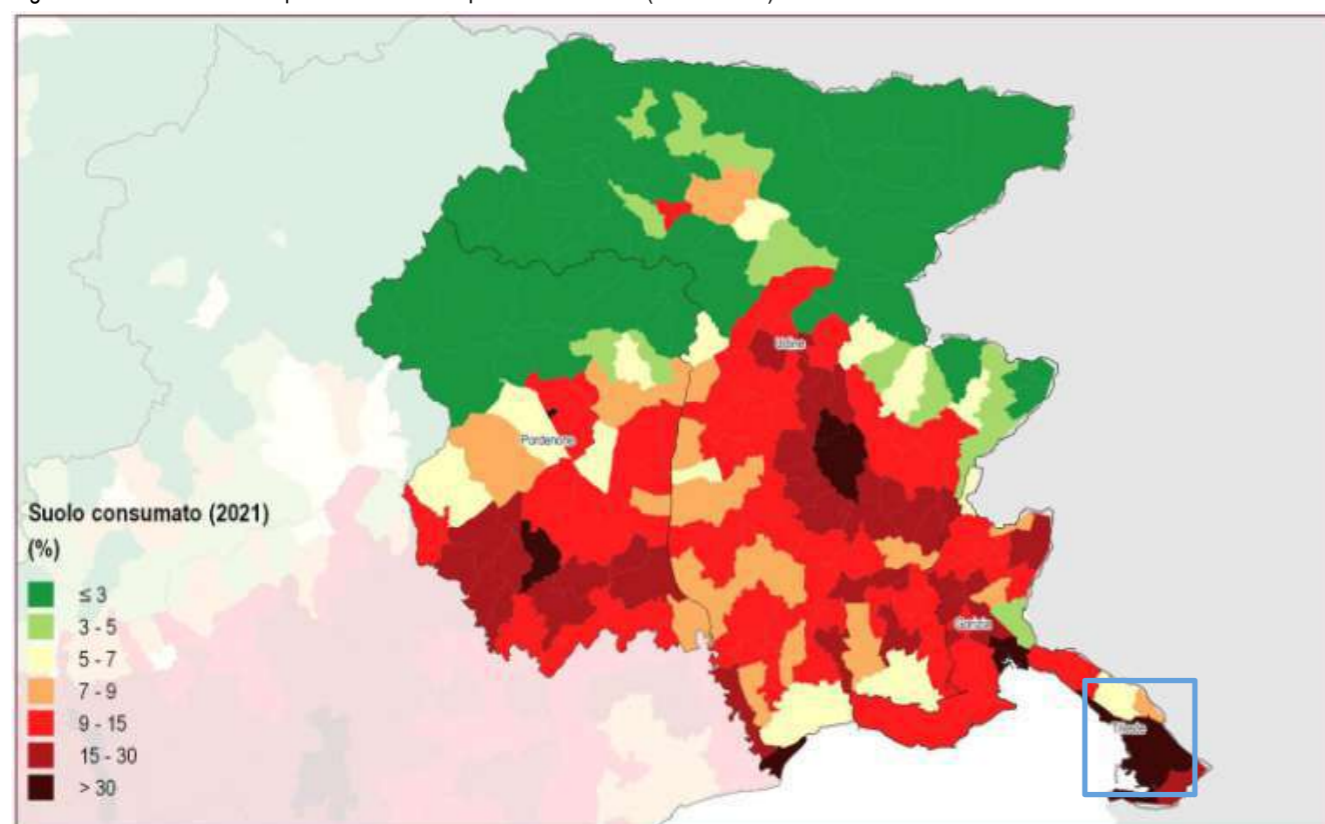 Udine
Pordenone
Suolo consumato (2021)
(%)
≤ 3
3 - 5
5 - 7
7 - 9
9 - 15
15 - 30
> 30
Gorizia
Trieste